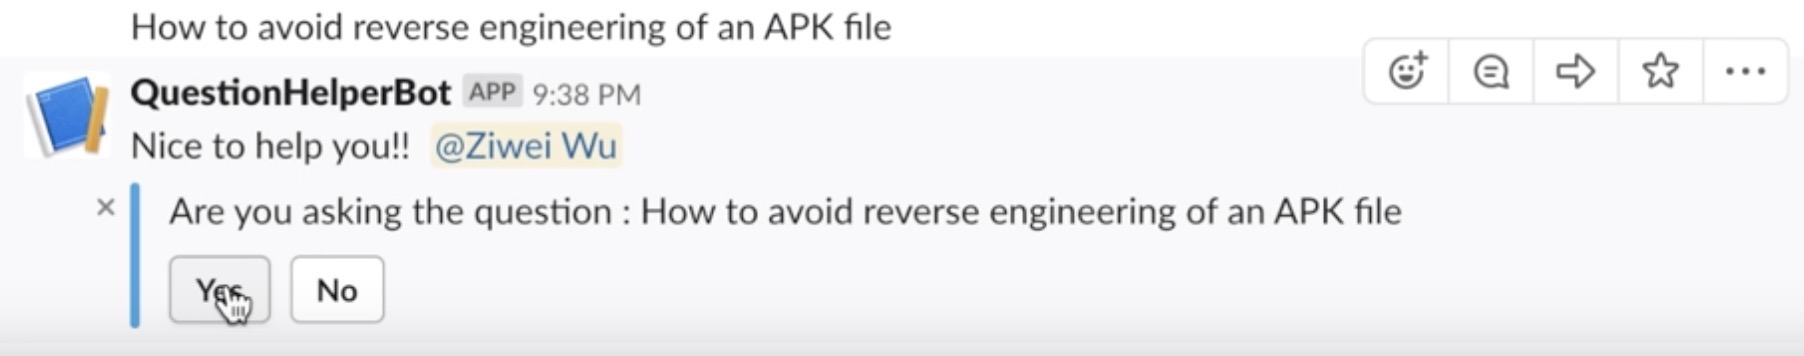 How to avoid reverse engineering of an APK file
QuestionHelperBot APP 9:38 PM
Nice to help you!! @Ziwei Wu
Are you asking the question : How to avoid reverse engineering of an APK file
Yes No